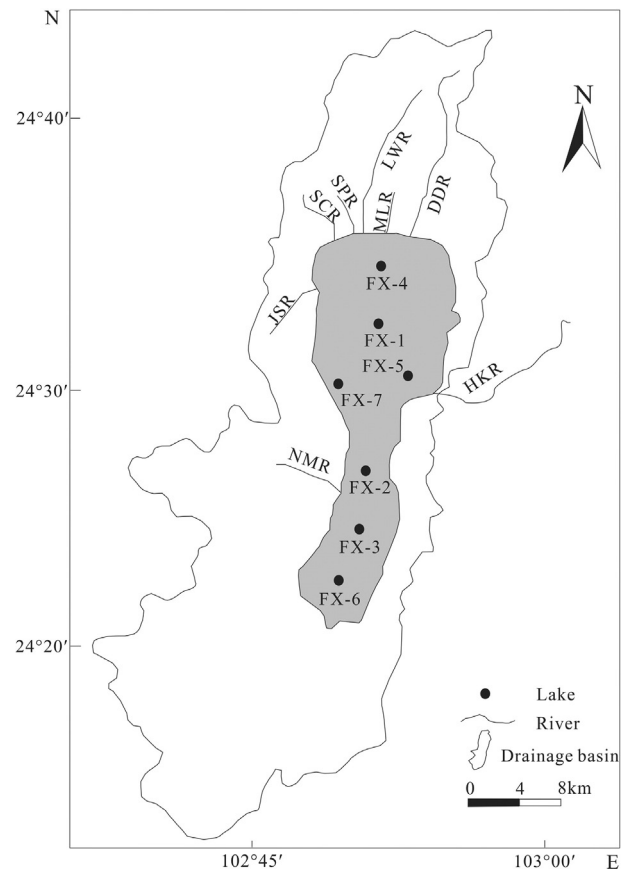 N
24°40′
N
LWR
SPR
SCR
MLR
DDR
FX-4
JSR
FX-1
FX-5
24°30′
FX-7
HKR
NMR
FX-2
FX-3
FX-6
24°20′
Lake
River
Drainage basin
0 4 8km
102°45′ 103°00′ E